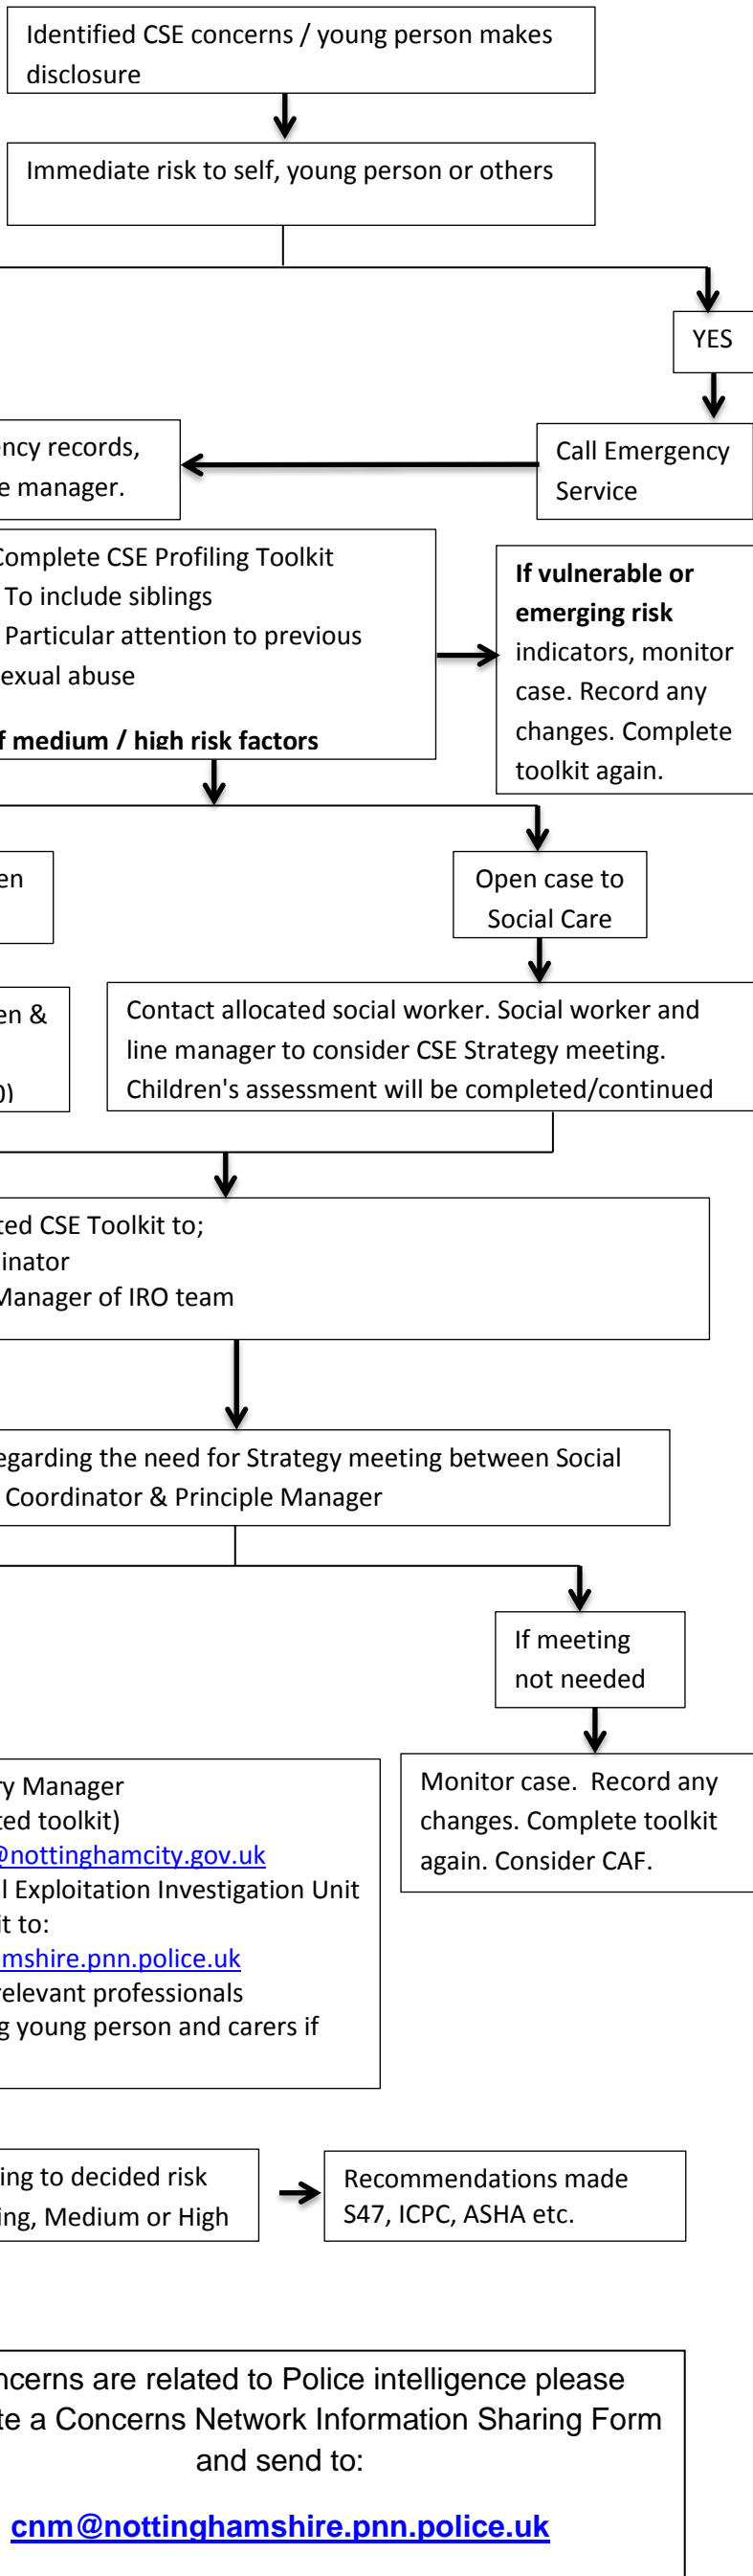 Identified CSE concerns / young person makes
disclosure
Immediate risk to self, young person or others
YES
ency records,
e manager.
Call Emergency
Service
Complete CSE Profiling Toolkit
To include siblings
Particular attention to previous
exual abuse
f medium / high risk factors
If vulnerable or
emerging risk
indicators, monitor
case. Record any
changes. Complete
toolkit again.
en
Open case to
Social Care
en &
0)
Contact allocated social worker. Social worker and
line manager to consider CSE Strategy meeting.
Children's assessment will be completed/continued
ted CSE Toolkit to;
inator
Manager of IRO team
egarding the need for Strategy meeting between Social
Coordinator & Principle Manager
If meeting
not needed
ry Manager
ted toolkit)
@nottinghamcity.gov.uk
l Exploitation Investigation Unit
it to:
mshire.pnn.police.uk
relevant professionals
g young person and carers if
Monitor case.  Record any
changes. Complete toolkit
again. Consider CAF.
ing to decided risk
ing, Medium or High
Recommendations made
S47, ICPC, ASHA etc.
ncerns are related to Police intelligence please
te a Concerns Network Information Sharing Form
and send to:
cnm@nottinghamshire.pnn.police.uk